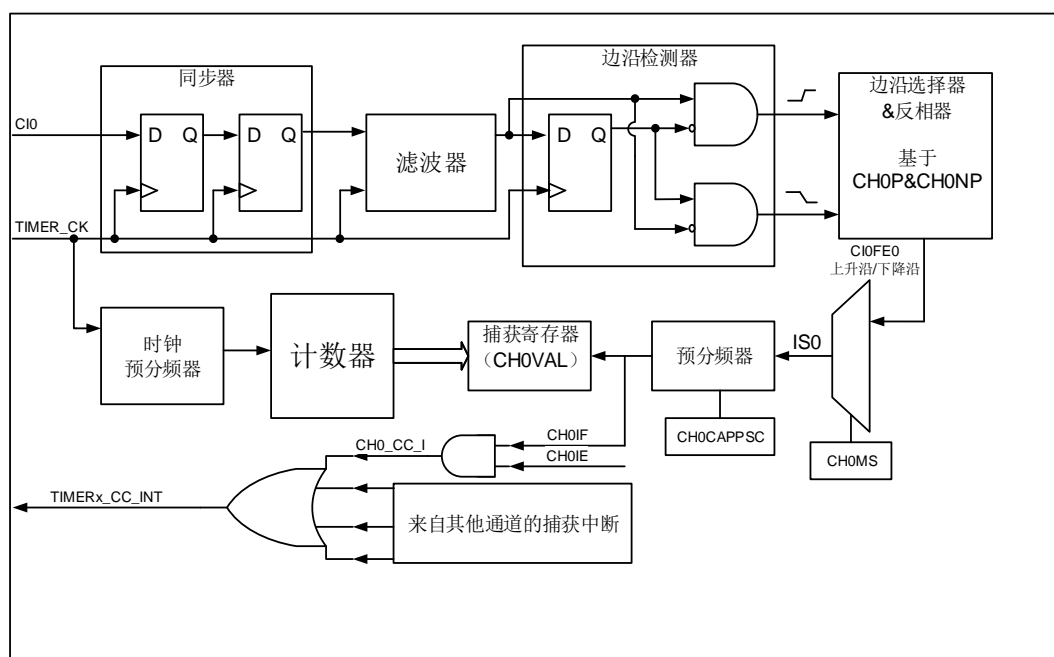 同步器
边沿检测器
CI0
D Q
D Q
滤波器
D Q
边沿选择器
&反相器
基于
CH0P&CH0NP
TIMER_CK
CI0FE0
上升沿/下降沿
时钟
预分频器
计数器
捕获寄存器
（CH0VAL）
预分频器
IS0
CH0CAPPSC
CH0MS
CH0IF
CH0_CC_I
CH0IE
TIMERx_CC_INT
来自其他通道的捕获中断